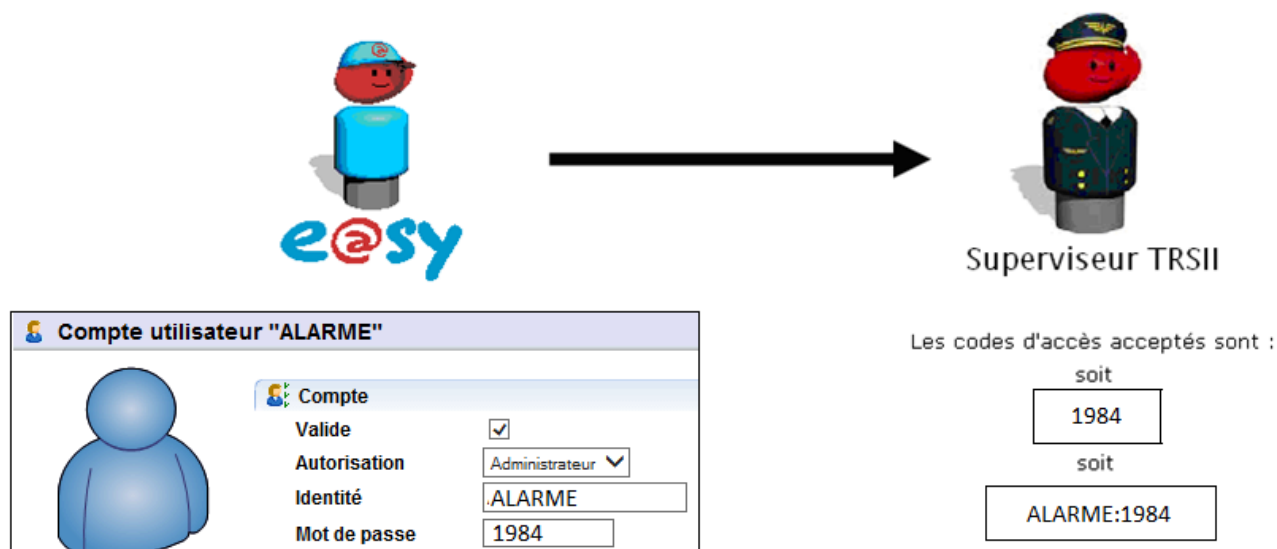 @
e@sy
Superviseur TRSII
Compte utilisateur "ALARME"
Compte
Valide
Autorisation Administrateur
Identité .ALARME
Mot de passe 1984
Les codes d'accès acceptés sont :
soit
1984
soit
ALARME:1984